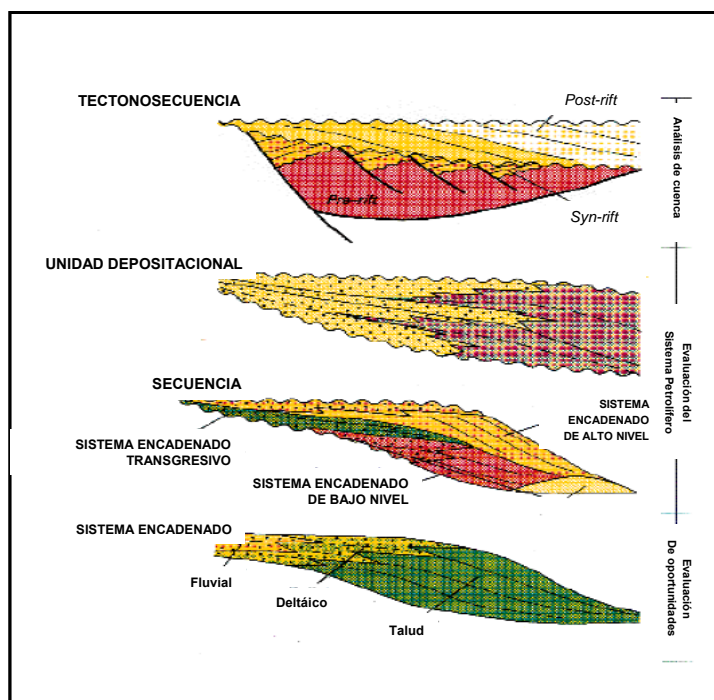 TECTONOSECUENCIA
Post-rift
Pre-rift
Syn-rift
Análisis de cuenca
UNIDAD DEPOSITACIONAL
SECUENCIA
SISTEMA
ENCADENADO
DE ALTO NIVEL
SISTEMA ENCADENADO
TRANSGRESIVO
SISTEMA ENCADENADO
DE BAJO NIVEL
Evaluación del
Sistema Petrolífero
SISTEMA ENCADENADO
Fluvial
Deltáico
Talud
Evaluación
De oportunidades